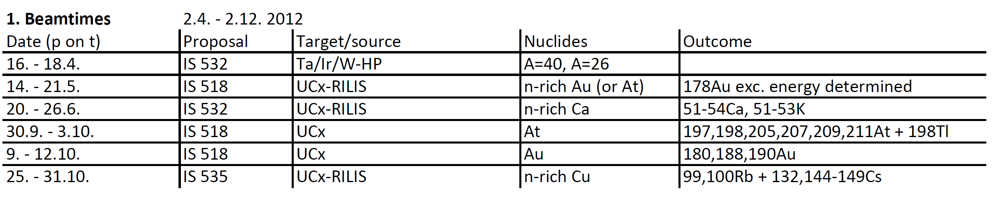 1. Beamtimes 2.4. - 2.12. 2012
Date (p on t) Proposal Target/source Nuclides Outcome
16. - 18.4. IS 532 Ta/Ir/W-HP A=40, A=26
14. - 21.5. IS 518 UCx-RILIS n-rich Au (or At) 178Au exc. energy determined
20. - 26.6. IS 532 UCx-RILIS n-rich Ca 51-54Ca, 51-53K
30.9. - 3.10. IS 518 UCx At 197,198,205,207,209,211At + 198Tl
9. - 12.10. IS 518 UCx Au 180,188,190Au
25. - 31.10. IS 535 UCx-RILIS n-rich Cu 99,100Rb + 132,144-149Cs